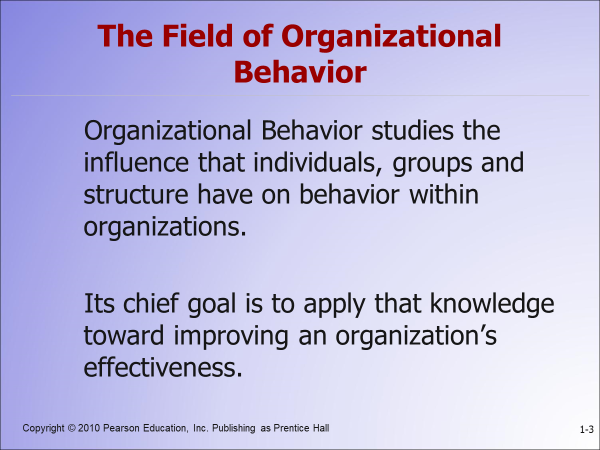 The Field of Organizational
Behavior
Organizational Behavior studies the
influence that individuals, groups and
structure have on behavior within
organizations.
Its chief goal is to apply that knowledge
toward improving an organization’s
effectiveness.
Copyright © 2010 Pearson Education, Inc. Publishing as Prentice Hall
1-3